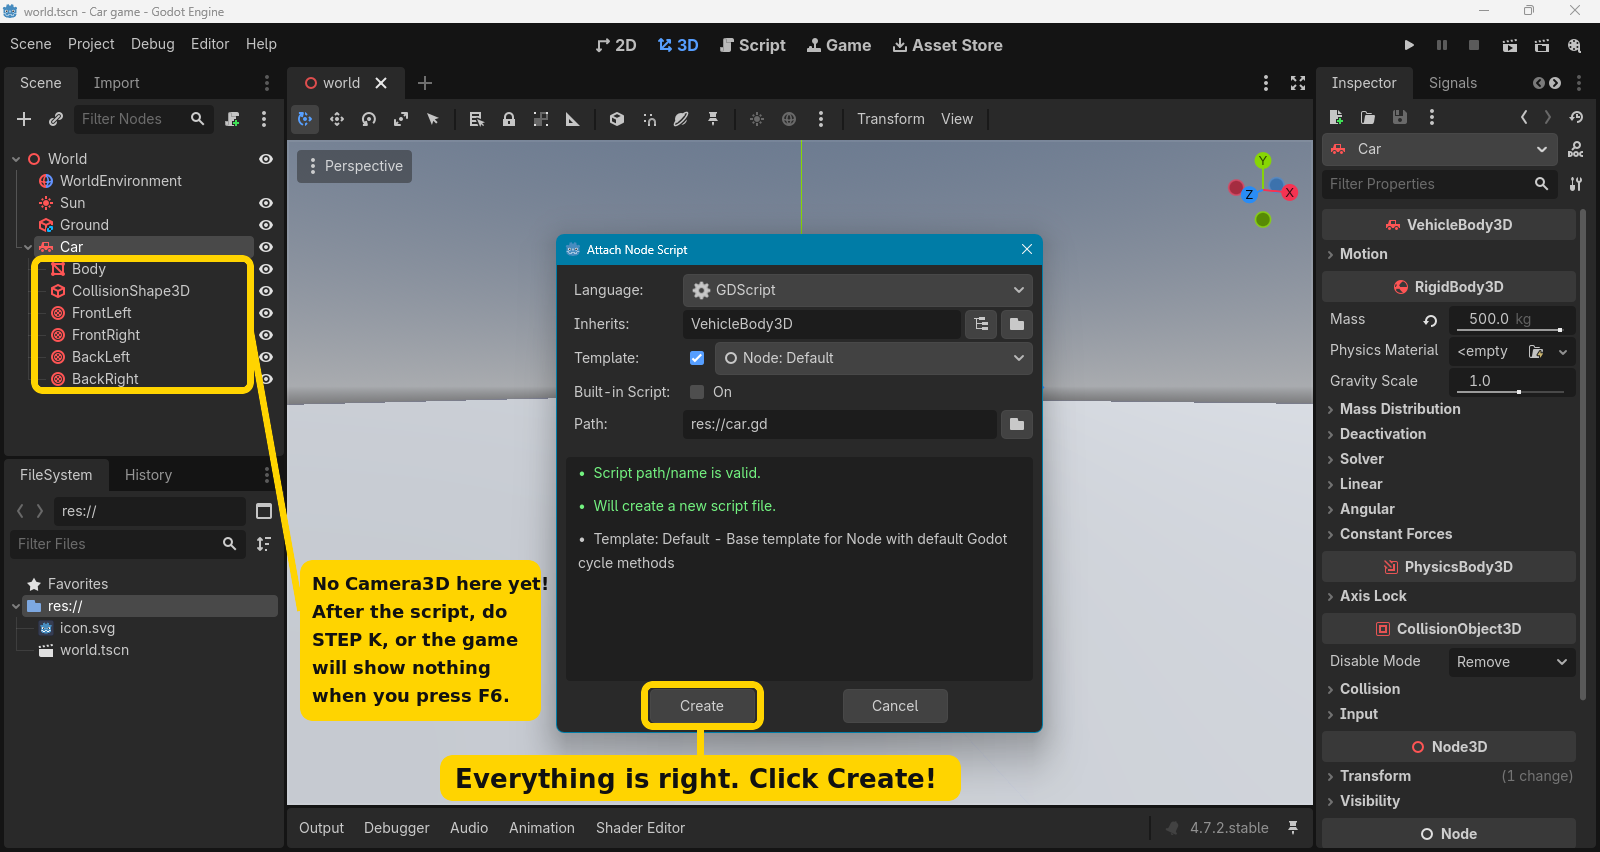 world.tscn - Car game - Godot Engine
Scene Project Debug Editor Help
2D 3D Script Game Asset Store
Scene Import
world
Inspector Signals
Filter Nodes
Transform View
Car
Filter Properties
World
WorldEnvironment
Sun
Ground
Car
Body
CollisionShape3D
FrontLeft
FrontRight
BackLeft
BackRight
Perspective
Y
Z
X
Attach Node Script
Language: GDScript
Inherits: VehicleBody3D
Template: Node: Default
Built-in Script: On
Path: res://car.gd
• Script path/name is valid.
• Will create a new script file.
• Template: Default - Base template for Node with default Godot
cycle methods
Create Cancel
FileSystem History
res://
Filter Files
Favorites
res://
icon.svg
world.tscn
No Camera3D here yet!
After the script, do
STEP K, or the game
will show nothing
when you press F6.
Everything is right. Click Create!
Output Debugger Audio Animation Shader Editor
4.7.2.stable
VehicleBody3D
Motion
RigidBody3D
Mass 500.0 kg
Physics Material <empty
Gravity Scale 1.0
Mass Distribution
Deactivation
Solver
Linear
Angular
Constant Forces
PhysicsBody3D
Axis Lock
CollisionObject3D
Disable Mode Remove
Collision
Input
Node3D
Transform (1 change)
Visibility
Node